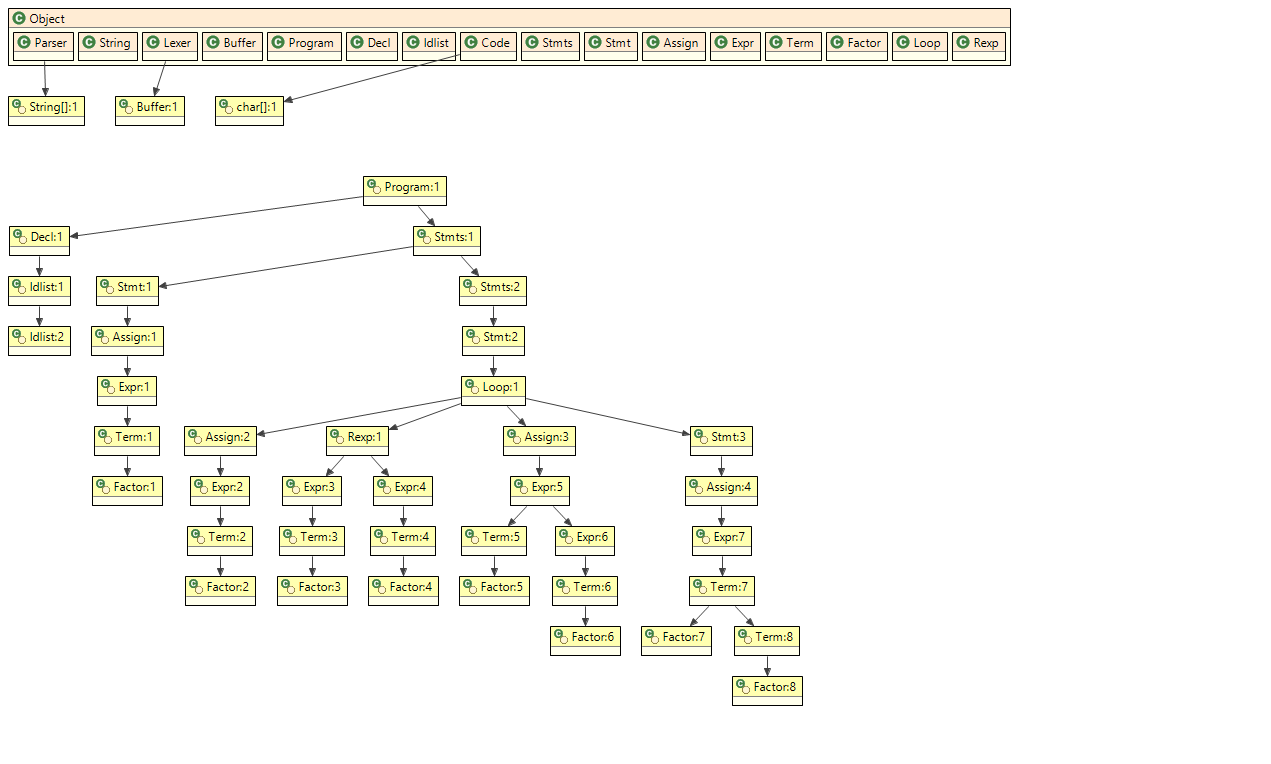 Object
Parser String Lexer Buffer Program Decl Idlist Code Stmts Stmt Assign Expr Term Factor Loop Rexp
String[]:1 Buffer:1 char[]:1
Program:1
Decl:1 Stmts:1
Idlist:1 Stmt:1 Stmts:2
Idlist:2 Assign:1 Stmt:2
Expr:1 Loop:1
Term:1 Assign:2 Rexp:1 Assign:3 Stmt:3
Factor:1 Expr:2 Expr:3 Expr:4 Expr:5 Assign:4
Term:2 Term:3 Term:4 Term:5 Expr:6 Expr:7
Factor:2 Factor:3 Factor:4 Factor:5 Term:6 Term:7
Factor:6 Factor:7 Term:8
Factor:8